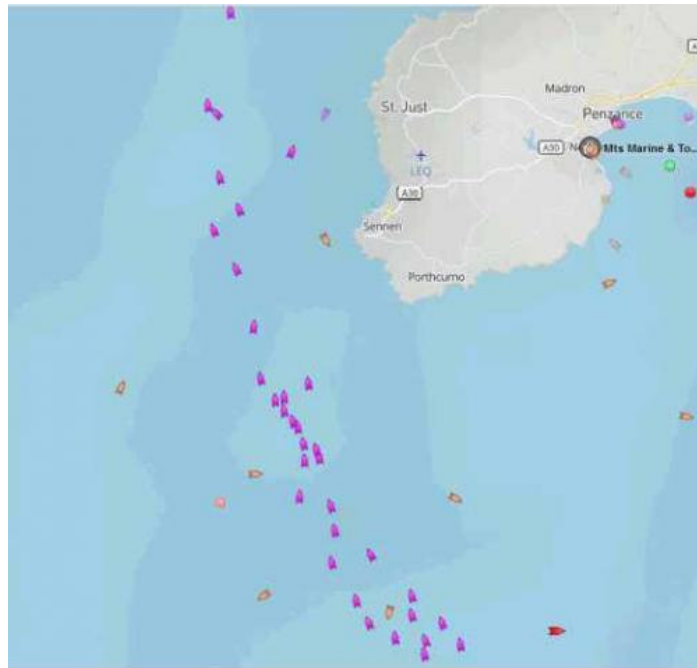 St. Just
Madron
Penzance
A30
Mts Marine & To...
LEQ
A30
Sennen
Porthcurno